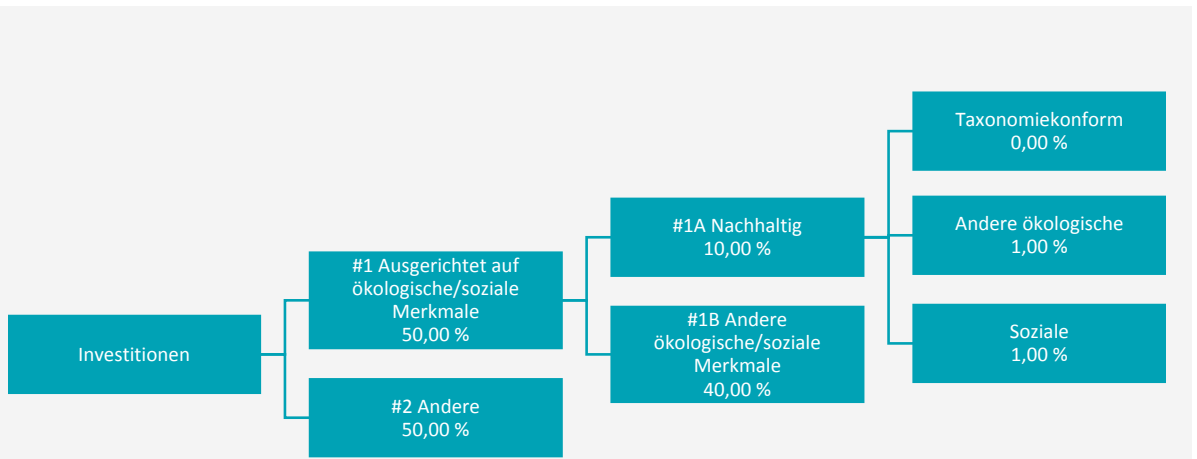 Investitionen
#1 Ausgerichtet auf
ökologische/soziale
Merkmale
50,00 %
#2 Andere
50,00 %
#1A Nachhaltig
10,00 %
#1B Andere
ökologische/soziale
Merkmale
40,00 %
Taxonomiekonform
0,00 %
Andere ökologische
1,00 %
Soziale
1,00 %